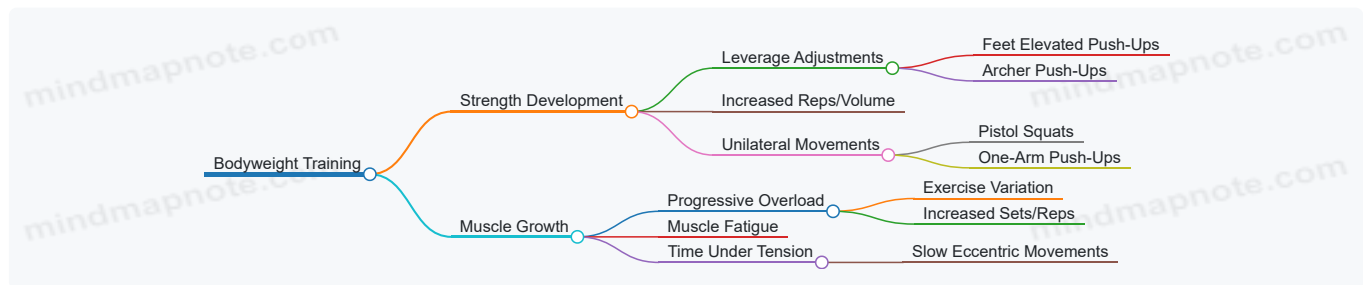 Bodyweight Training
Strength Development
Leverage Adjustments
Feet Elevated Push-Ups
Archer Push-Ups
Increased Reps/Volume
Unilateral Movements
Pistol Squats
One-Arm Push-Ups
Muscle Growth
Progressive Overload
Exercise Variation
Increased Sets/Reps
Muscle Fatigue
Time Under Tension
Slow Eccentric Movements
mindmapnote.com
mindmapnote.com
mindmapnote.com
mindmapnote.com